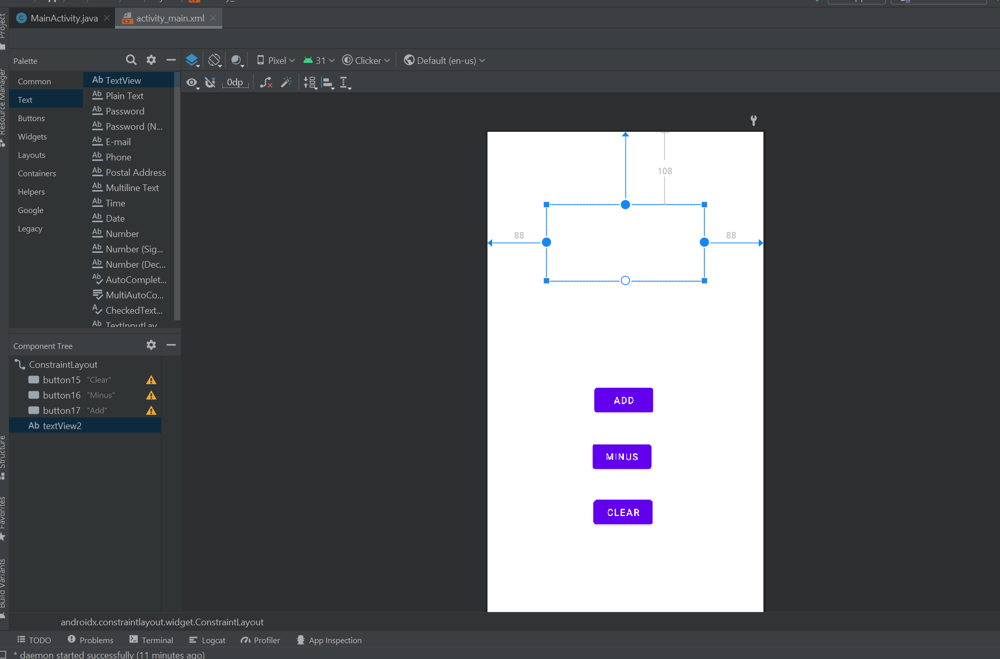 MainActivity.java
activity_main.xml
Project
Resource Manager
Palette
Pixel
31
Clicker
Default (en-us)
0dp
Common
Text
Buttons
Widgets
Layouts
Containers
Helpers
Google
Legacy
Ab TextView
Ab Plain Text
Ab Password
Ab Password (N...
Ab E-mail
Ab Phone
Ab Postal Address
Ab Multiline Text
Ab Time
Ab Date
Ab Number
Ab Number (Sig...
Ab Number (Dec...
Ab AutoComplet...
MultiAutoCo...
A CheckedText...
Ab TextInputLay
108
88
88
ADD
MINUS
CLEAR
Component Tree
ConstraintLayout
button15 "Clear"
button16 "Minus"
button17 "Add"
Ab textView2
Structure
Favorites
Build Variants
androidx.constraintlayout.widget.ConstraintLayout
TODO
Problems
Terminal
Logcat
Profiler
App Inspection
* daemon started successfully (11 minutes ago)